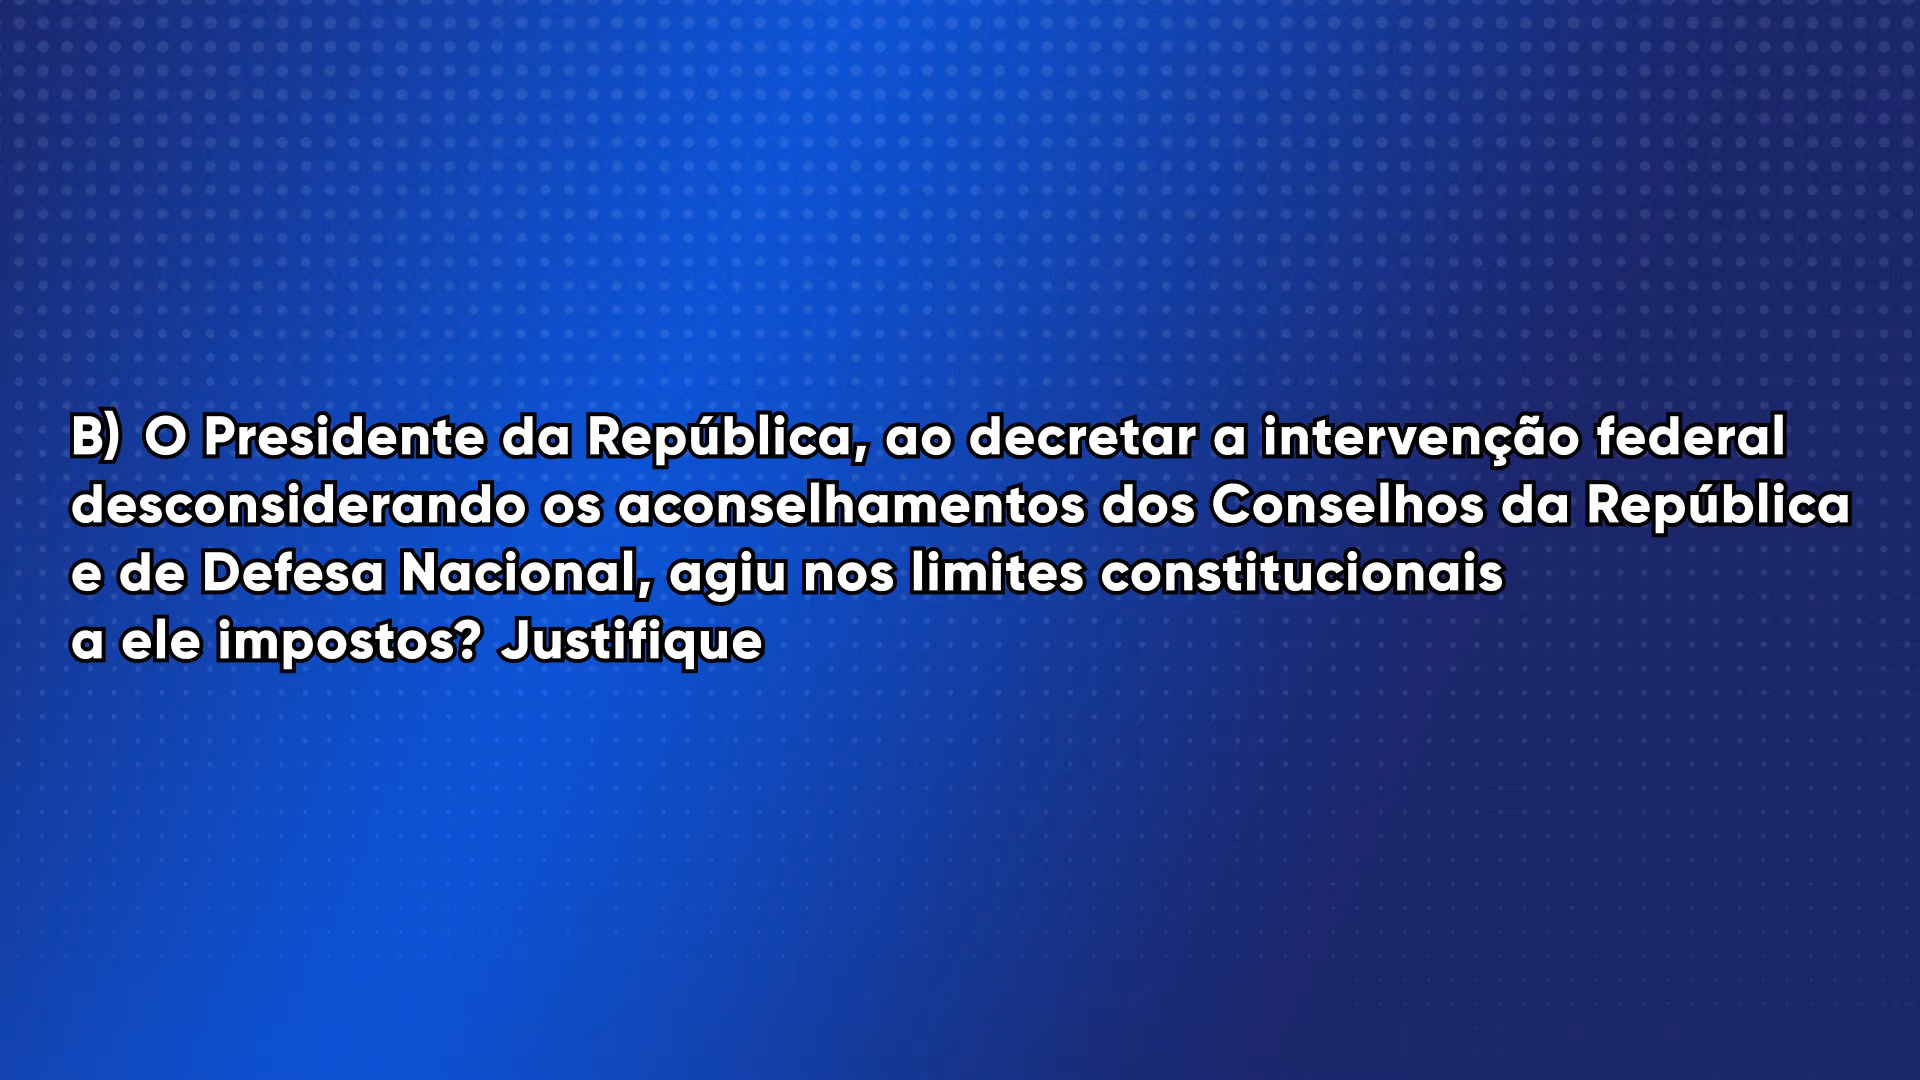 B) O Presidente da República, ao decretar a intervenção federal
desconsiderando os aconselhamentos dos Conselhos da República
e de Defesa Nacional, agiu nos limites constitucionais
a ele impostos? Justifique